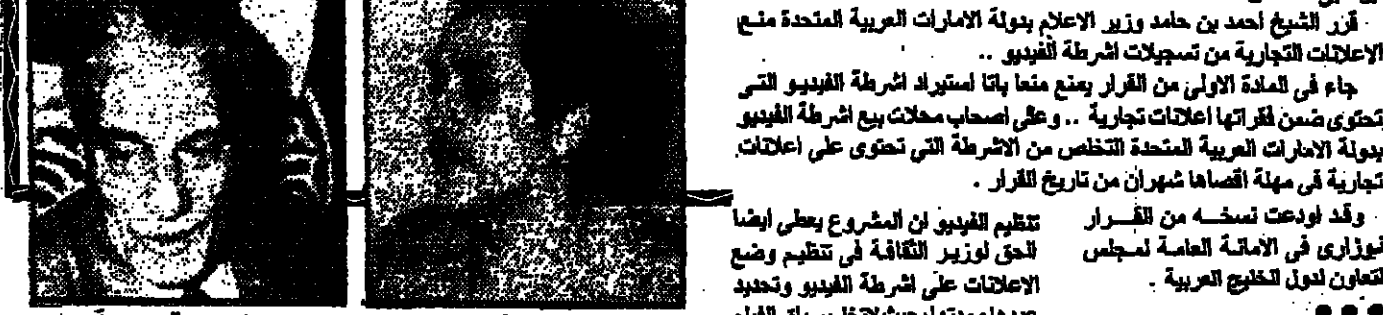 قرر الشيخ احمد بن حامد وزير الاعلام بدولة الامارات العربية المتحدة منع
الاعلانات التجارية من تسجيلات اشرطة الفيديو ..
جاء فى المادة الاولى من القرار يمنع منعا باتا استيراد اشرطة الفيديو التى
تحتوى ضمن فقراتها اعلانات تجارية .. وعلى اصحاب محلات بيع اشرطة الفيديو
بدولة الامارات العربية المتحدة التخلص من الاشرطة التى تحتوى على اعلانات
تجارية فى مهلة اقصاها شهران من تاريخ القرار .
وقد اودعت نسخه من القرار
الوزارى فى الامانة العامة لمجلس
التعاون لدول الخليج العربية .
تنظيم الفيديو ان المشروع يعطى ايضا
الحق لوزير الثقافة فى تنظيم وضع
الاعلانات على اشرطة الفيديو وتحديد